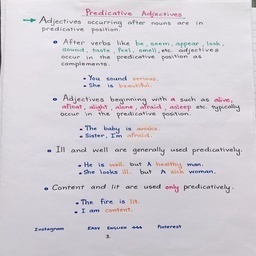 Predicative Adjectives
→ Adjectives occurring after nouns are in
predicative position.
• After verbs like be, seem, appear, look,
sound, taste, feel, smell, etc. adjectives
occur in the predicative position as
complements.
• You sound serious.
• She is beautiful.
• Adjectives beginning with a such as alive,
afloat, alight, alone, afraid, asleep etc. typically
occur in the predicative position.
• The baby is awake.
• Sister, I'm afraid.
• Ill and well are generally used predicatively.
• He is well. but A healthy man.
• She looks ill. but A sick woman.
• Content and lit are used only predicatively.
• The fire is lit.
• I am content.
Instagram Easy English 444 Pinterest